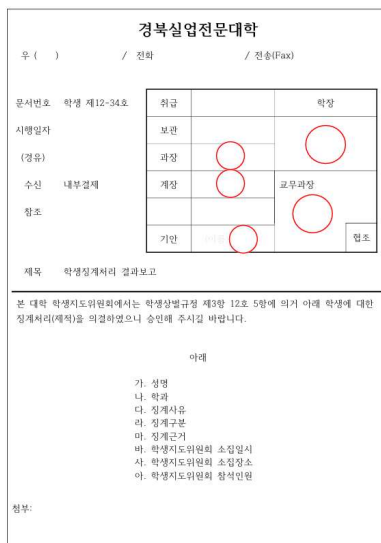 경북실업전문대학
우 (      )      / 전화      / 전송(Fax)
문서번호 학생 제12-34호
취급
학장
시행일자
보관
(경유)
과장
수신 내부결제
계장
교무과장
참조
기안
협조
제목 학생징계처리 결과보고
본 대학 학생지도위원회에서는 학생상벌규정 제3항 12호 5항에 의거 아래 학생에 대한
징계처리(제적)을 의결하였으니 승인해 주시길 바랍니다.
아래
가. 성명
나. 학과
다. 징계사유
라. 징계구분
마. 징계근거
바. 학생지도위원회 소집일시
사. 학생지도위원회 소집장소
아. 학생지도위원회 참석인원
첨부: